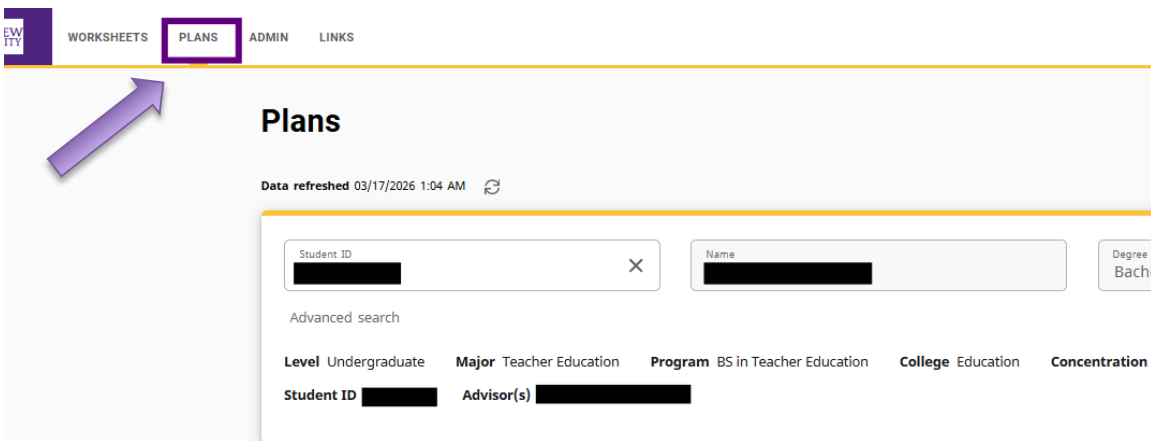 WORKSHEETS PLANS ADMIN LINKS
Plans
Data refreshed 03/17/2026 1:04 AM
Student ID Name Degree
Advanced search
Level Undergraduate Major Teacher Education Program BS in Teacher Education College Education Concentration
Student ID Advisor(s)